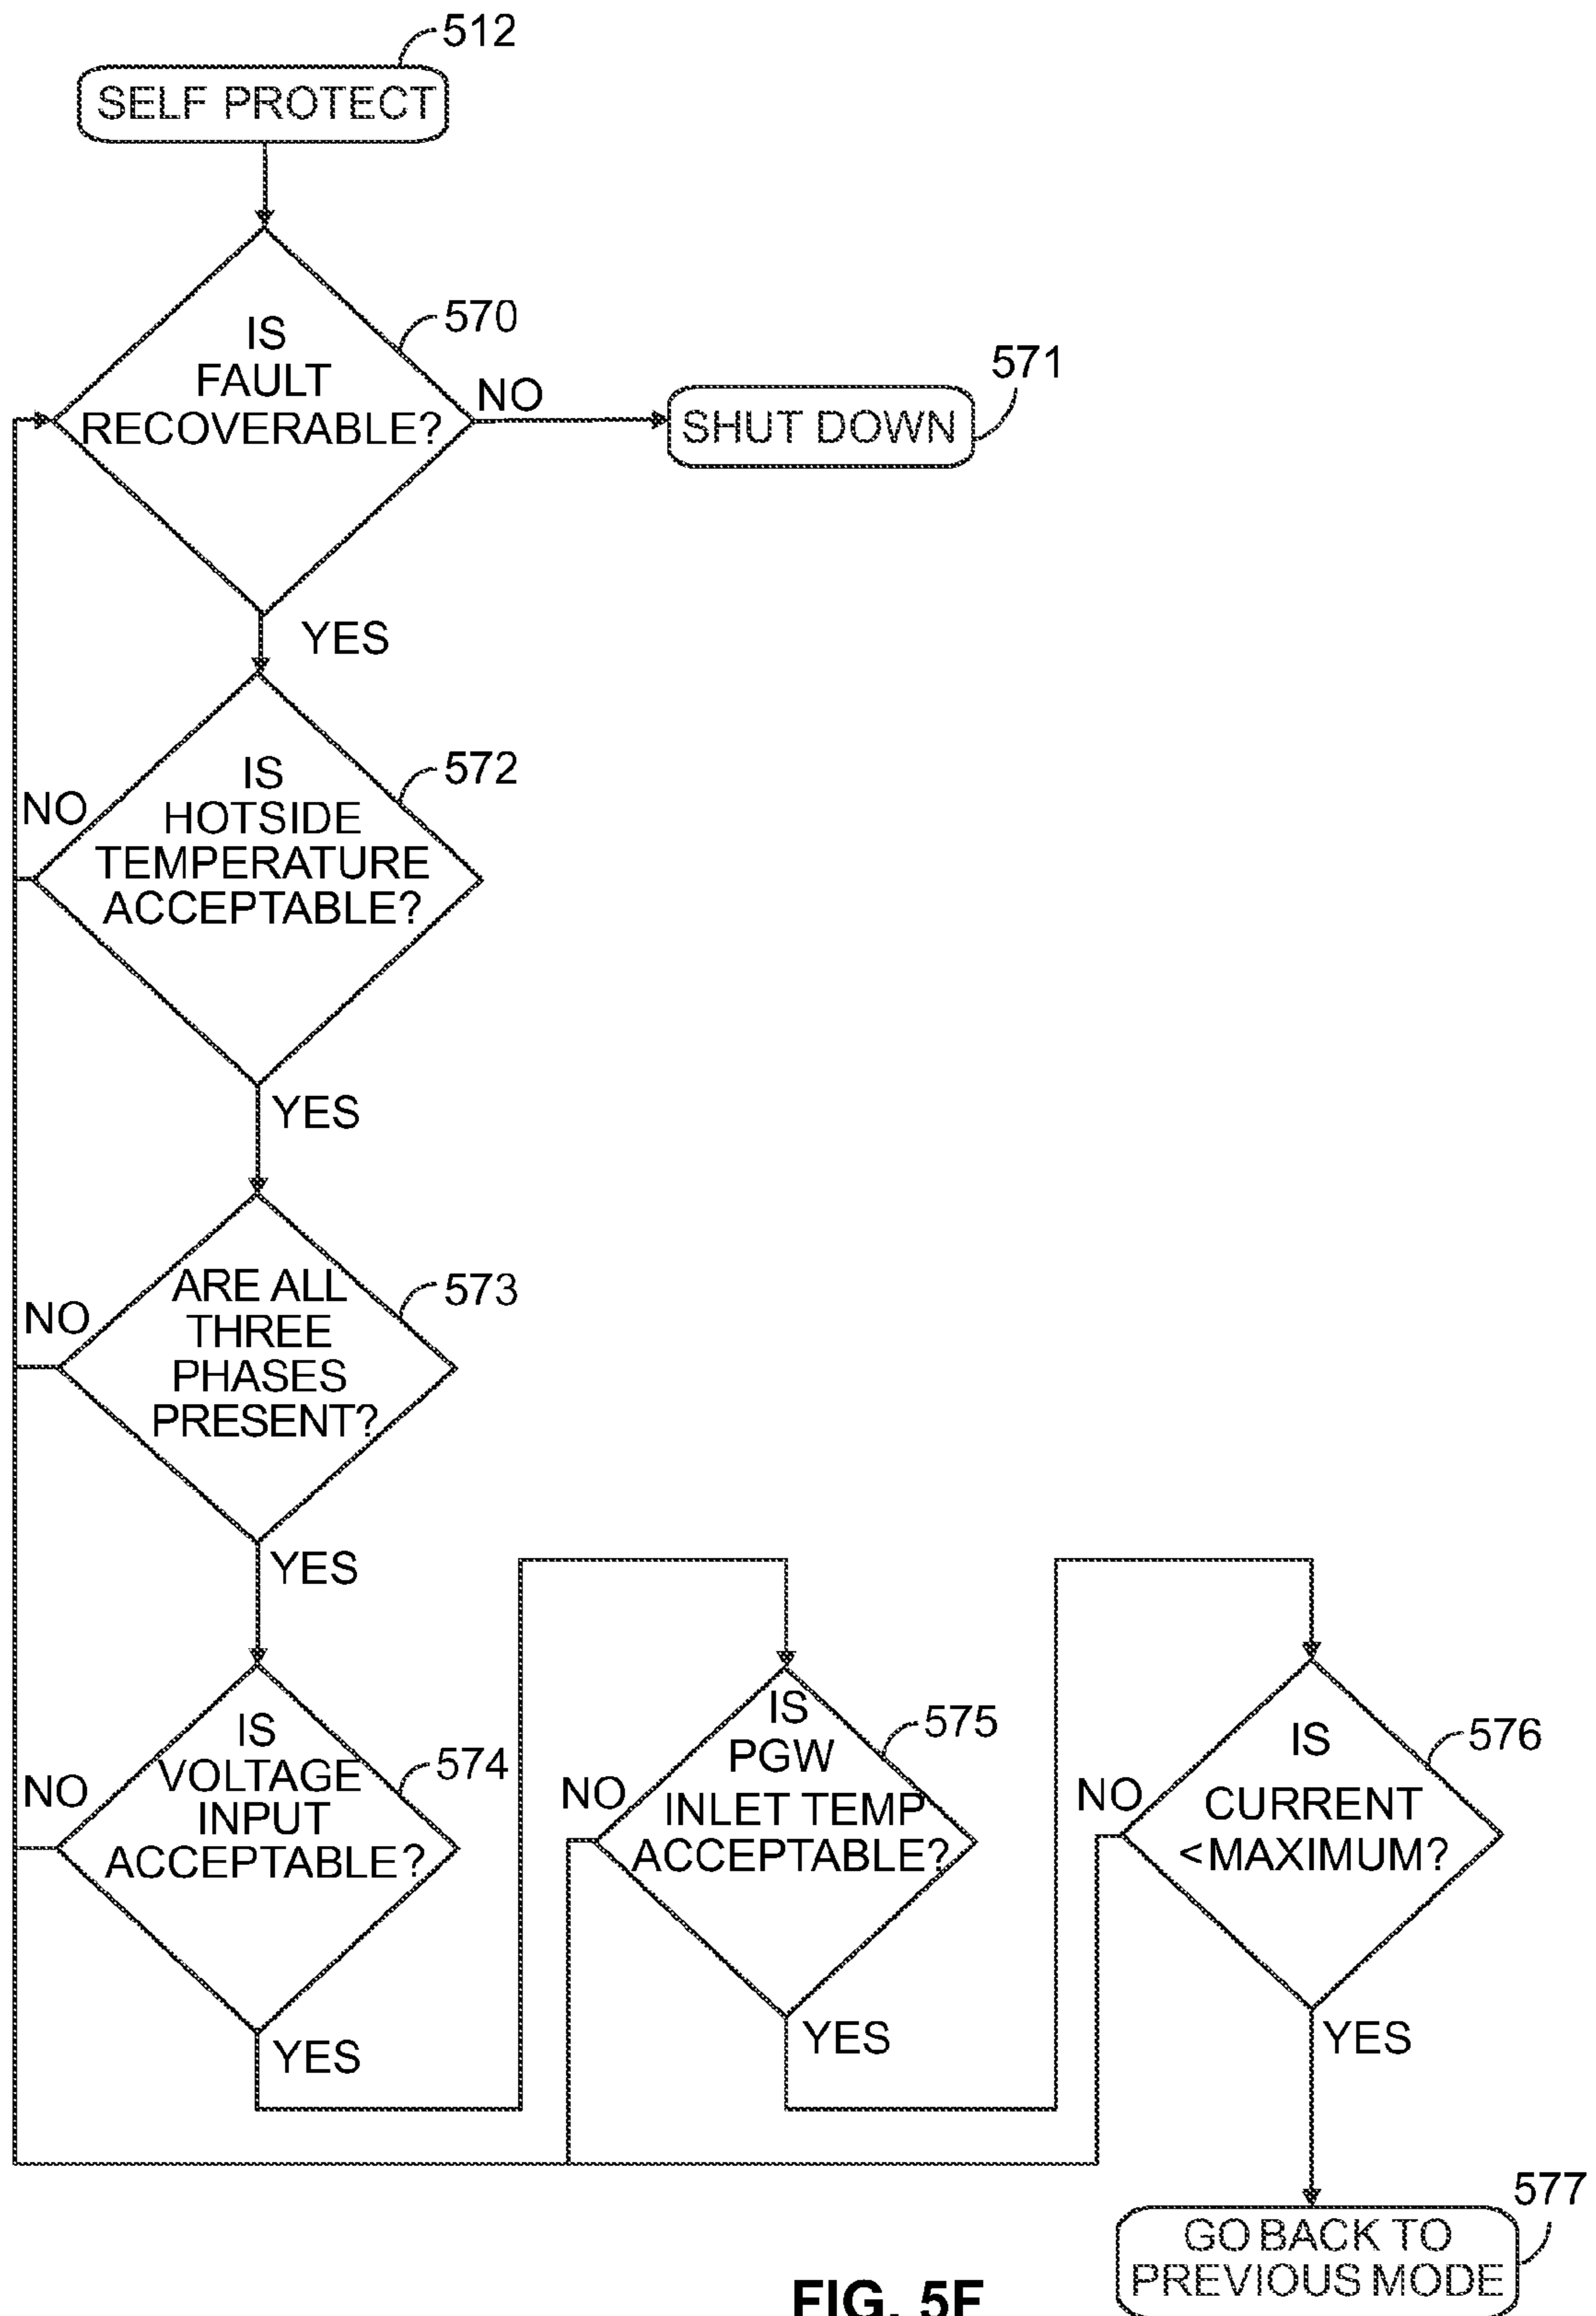 512
SELF PROTECT
570
IS
FAULT
RECOVERABLE?
NO
571
SHUT DOWN
YES
572
IS
HOTSIDE
TEMPERATURE
ACCEPTABLE?
NO
YES
573
ARE ALL
THREE
PHASES
PRESENT?
NO
YES
574
IS
VOLTAGE
INPUT
ACCEPTABLE?
NO
YES
575
IS
PGW
INLET TEMP
ACCEPTABLE?
NO
YES
576
IS
CURRENT
<MAXIMUM?
NO
YES
577
GO BACK TO
PREVIOUS MODE
FIG. 5F